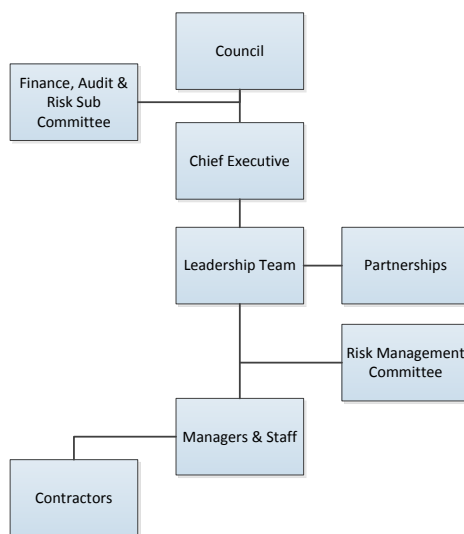 Council
Finance, Audit &
Risk Sub
Committee
Chief Executive
Leadership Team
Partnerships
Risk Management
Committee
Managers & Staff
Contractors